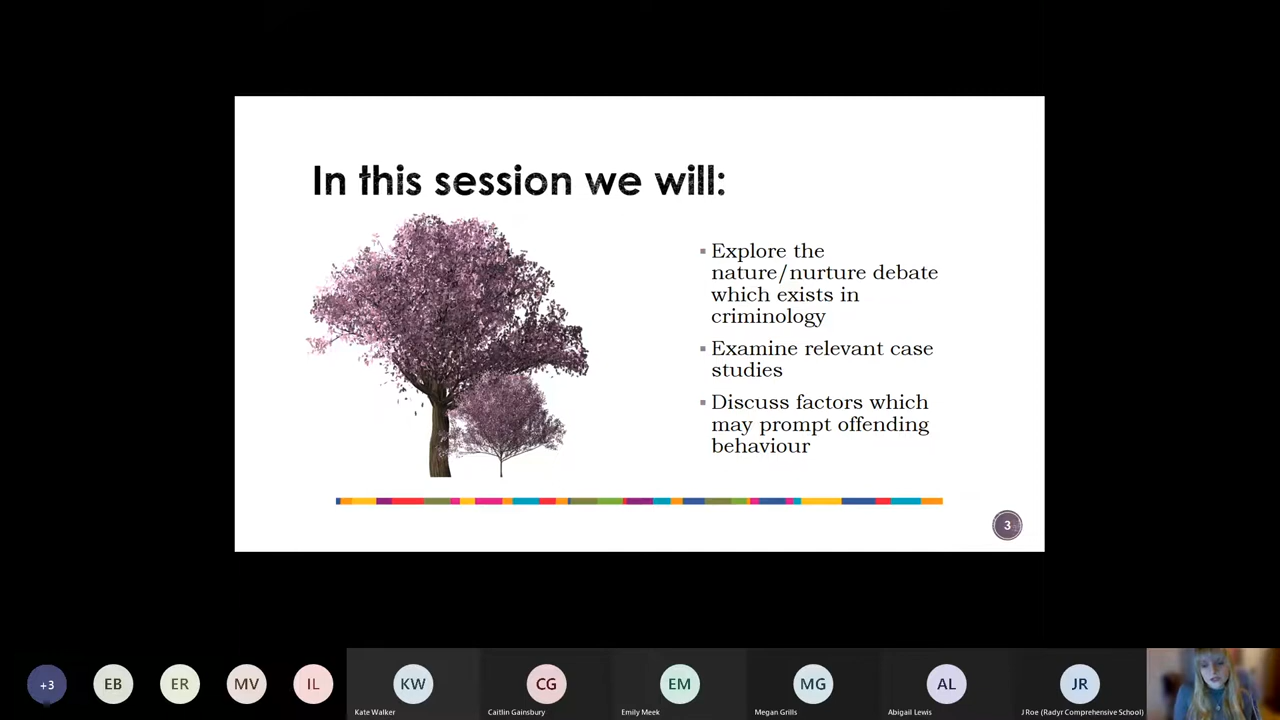 In this session we will:
▪ Explore the
nature/nurture debate
which exists in
criminology
▪ Examine relevant case
studies
▪ Discuss factors which
may prompt offending
behaviour
3
+3
EB
ER
MV
IL
KW
CG
EM
MG
AL
JR
Kate Walker
Caitlin Gainsbury
Emily Meek
Megan Grills
Abigail Lewis
J Roe (Radyr Comprehensive School)